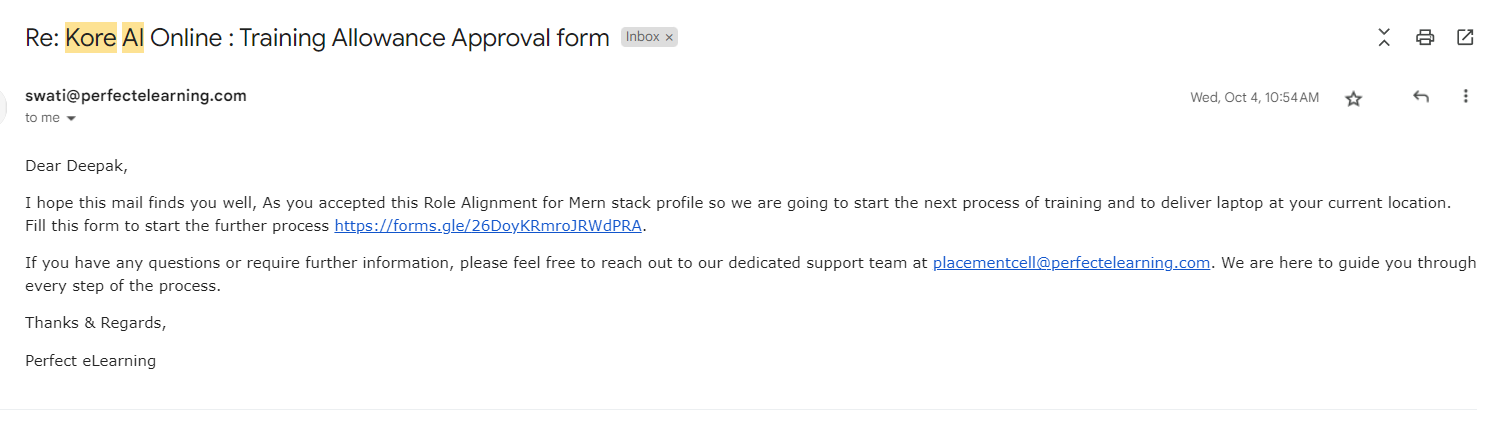 Re: Kore AI Online : Training Allowance Approval form Inbox ×
swati@perfectelearning.com Wed, Oct 4, 10:54 AM
to me
Dear Deepak,
I hope this mail finds you well, As you accepted this Role Alignment for Mern stack profile so we are going to start the next process of training and to deliver laptop at your current location.
Fill this form to start the further process https://forms.gle/26DoyKRmroJRWdPRA.
If you have any questions or require further information, please feel free to reach out to our dedicated support team at placementcell@perfectelearning.com. We are here to guide you through
every step of the process.
Thanks & Regards,
Perfect eLearning